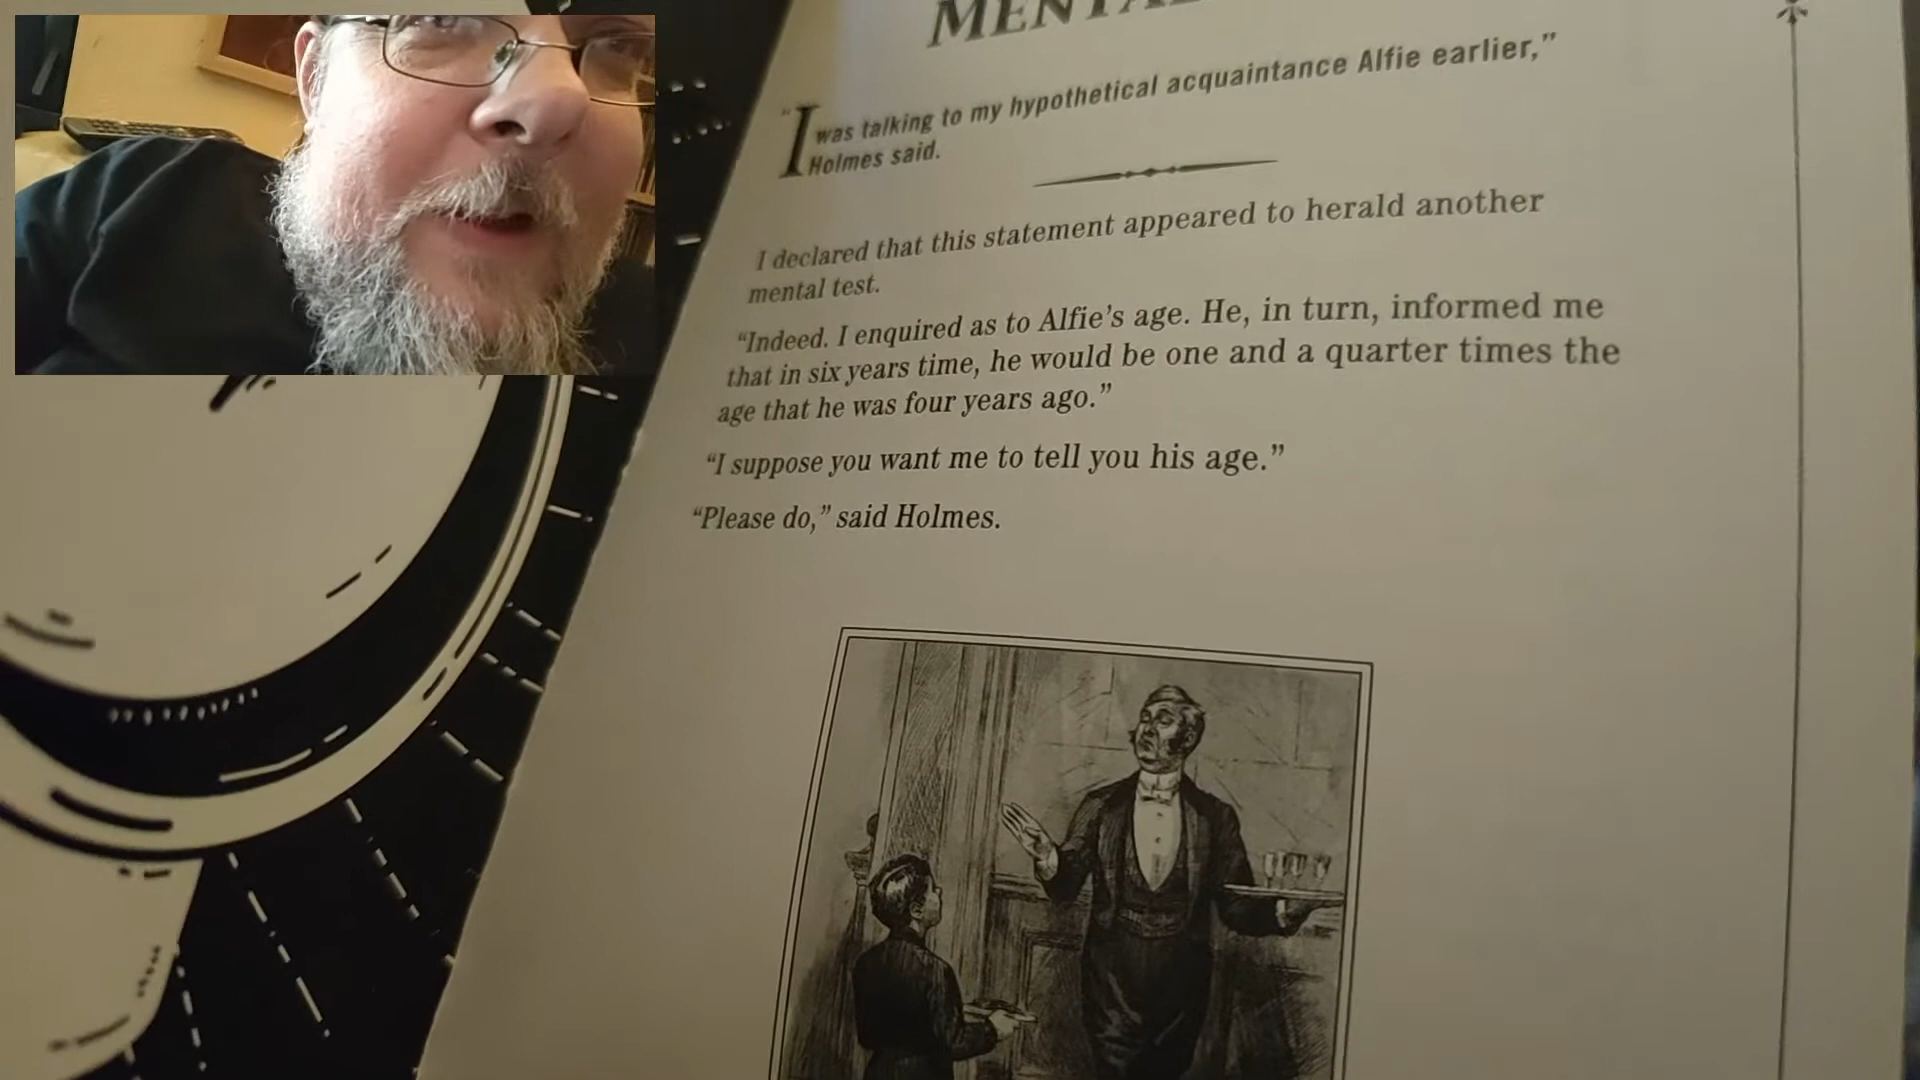 MENTA
“I was talking to my hypothetical acquaintance Alfie earlier,”
Holmes said.
I declared that this statement appeared to herald another
mental test.
“Indeed. I enquired as to Alfie’s age. He, in turn, informed me
that in six years time, he would be one and a quarter times the
age that he was four years ago.”
“I suppose you want me to tell you his age.”
“Please do,” said Holmes.